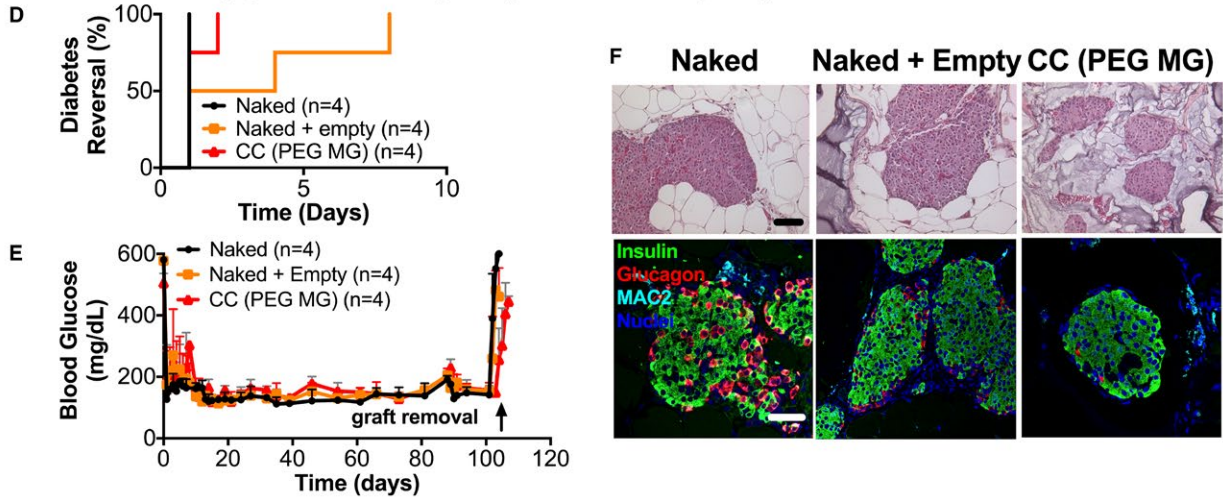 D
Diabetes
Reversal (%)
100
50
0
Naked (n=4)
Naked + empty (n=4)
CC (PEG MG) (n=4)
0 5 10
Time (Days)
E
Blood Glucose
(mg/dL)
600
400
200
0
Naked (n=4)
Naked + Empty (n=4)
CC (PEG MG) (n=4)
graft removal
0 20 40 60 80 100 120
Time (days)
F
Naked
Naked + Empty
CC (PEG MG)
Insulin
Glucagon
MAC2
Nuclei